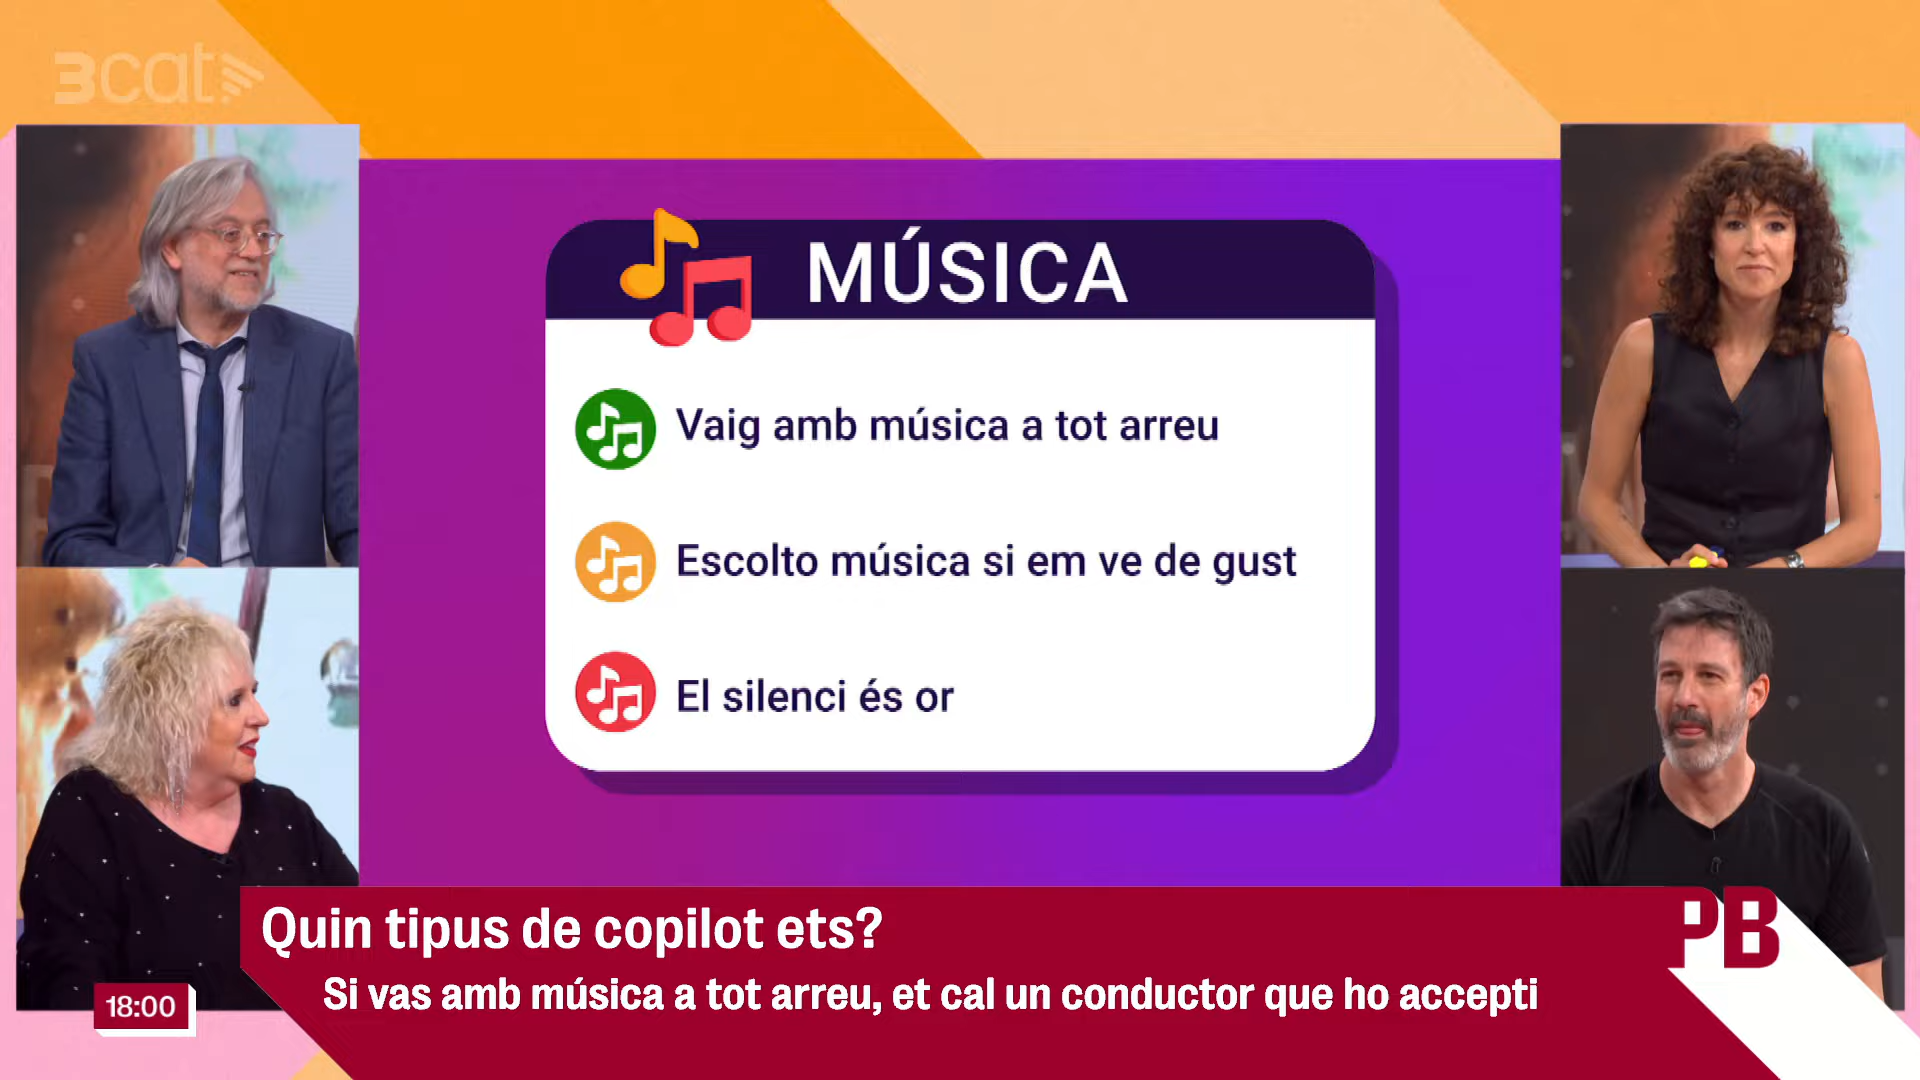 3cat
MÚSICA
Vaig amb música a tot arreu
Escolto música si em ve de gust
El silenci és or
Quin tipus de copilot ets?
PB
Si vas amb música a tot arreu, et cal un conductor que ho accepti
18:00